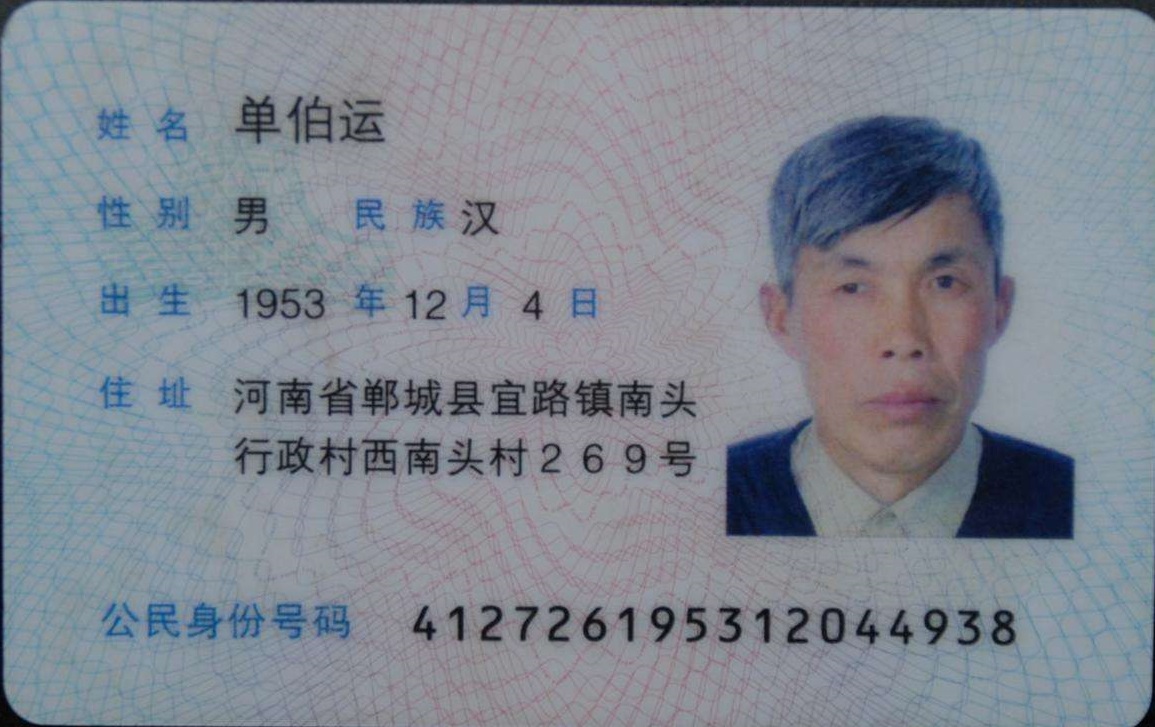 姓名 单伯运
性别 男 民族 汉
出生 1953 年 12 月 4 日
住址 河南省郸城县宜路镇南头
行政村西南头村269号
公民身份号码 412726195312044938